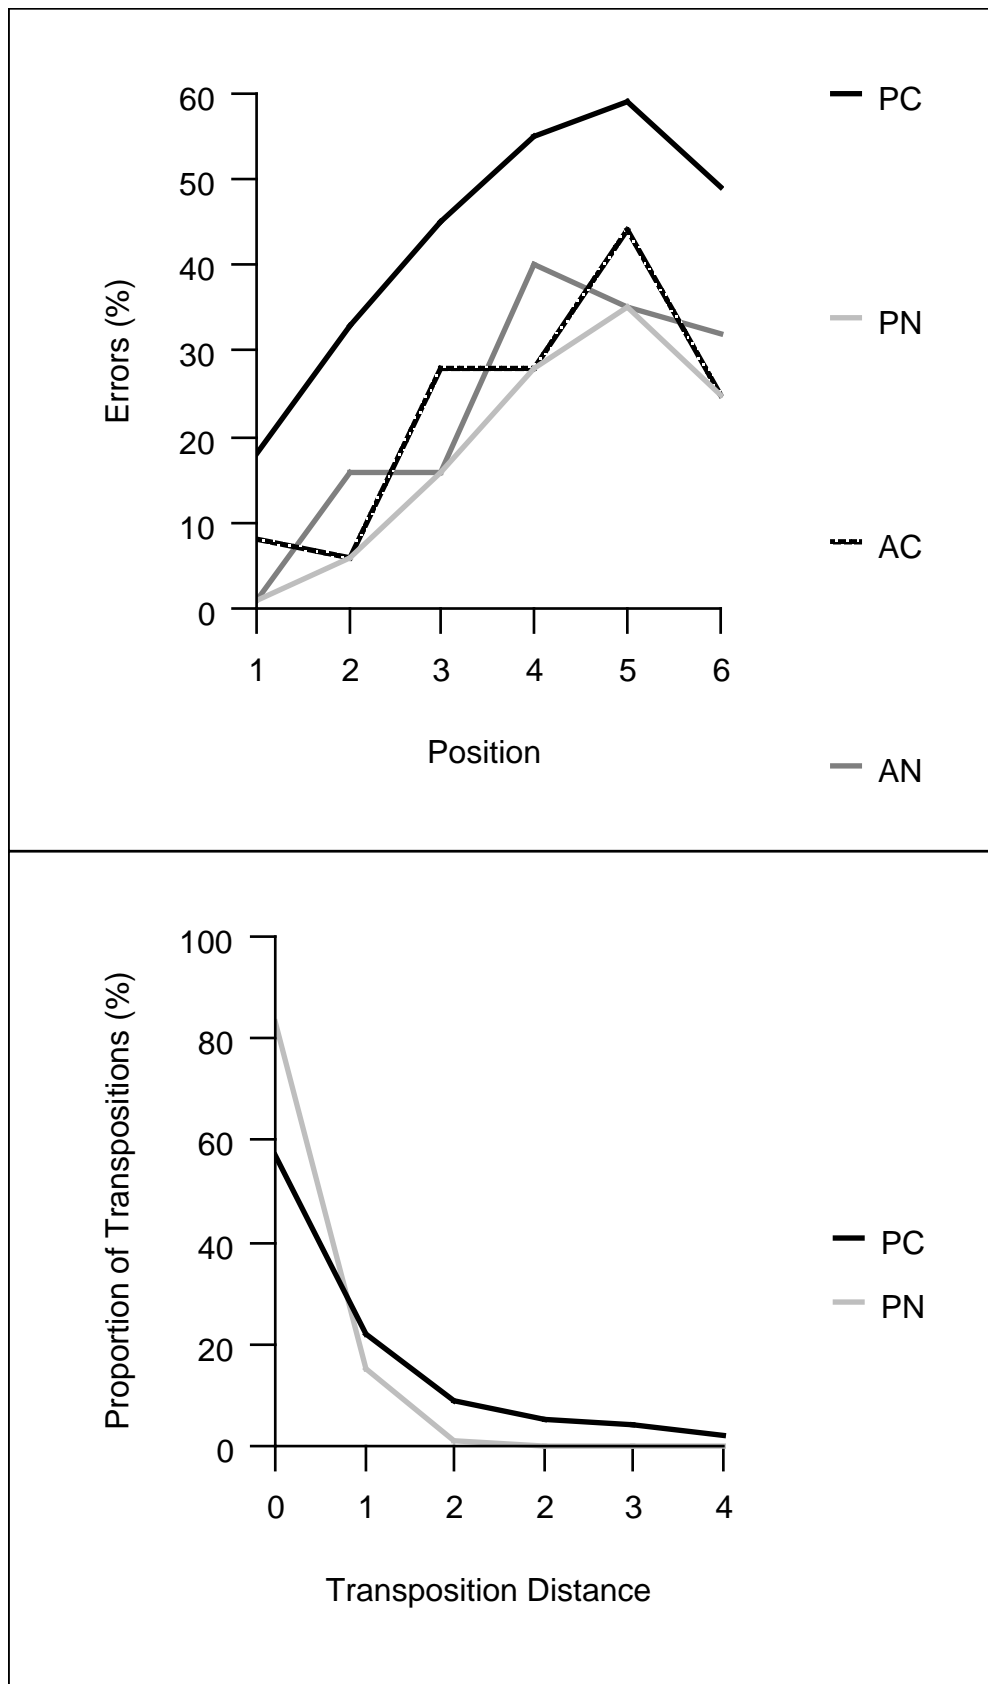 60
50
40
30
20
10
0
Errors (%)
1 2 3 4 5 6
Position
PC
PN
AC
AN
100
80
60
40
20
0
Proportion of Transpositions (%)
0 1 2 2 3 4
Transposition Distance
PC
PN